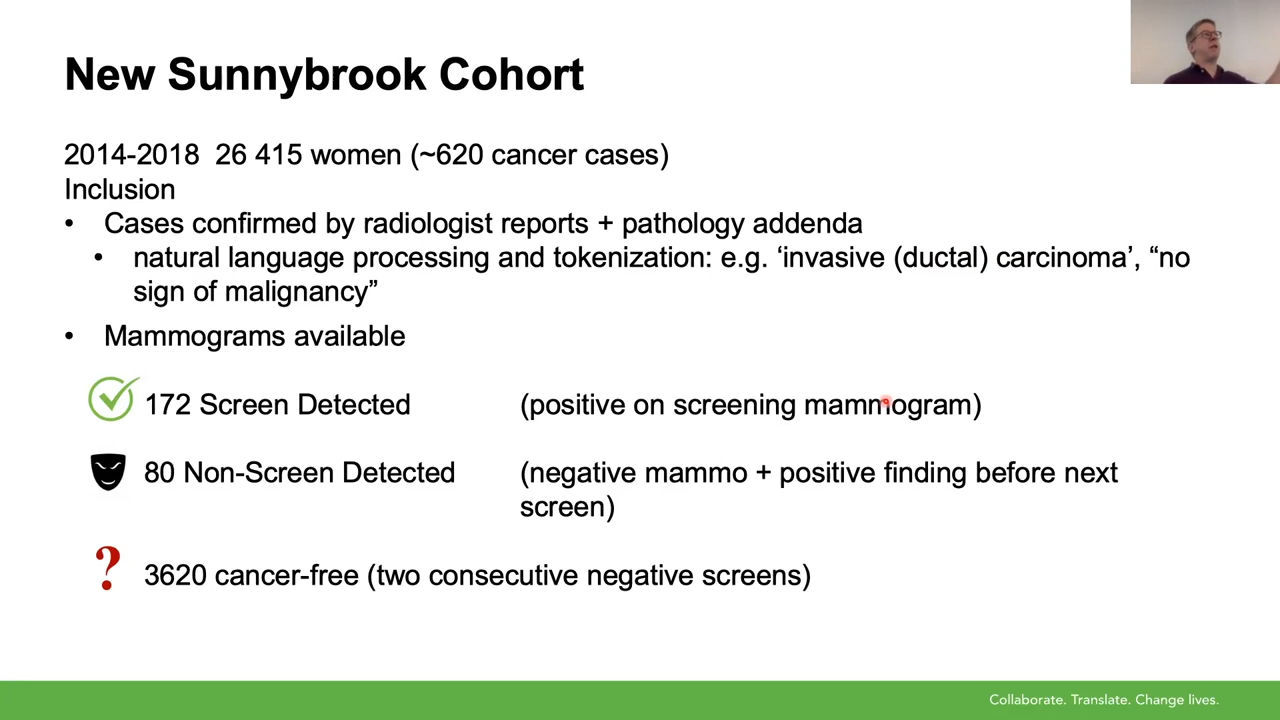 New Sunnybrook Cohort
2014-2018  26 415 women (~620 cancer cases)
Inclusion
• Cases confirmed by radiologist reports + pathology addenda
• natural language processing and tokenization: e.g. ‘invasive (ductal) carcinoma’, “no
sign of malignancy”
• Mammograms available
172 Screen Detected (positive on screening mammogram)
80 Non-Screen Detected (negative mammo + positive finding before next
screen)
? 3620 cancer-free (two consecutive negative screens)
Collaborate. Translate. Change lives.